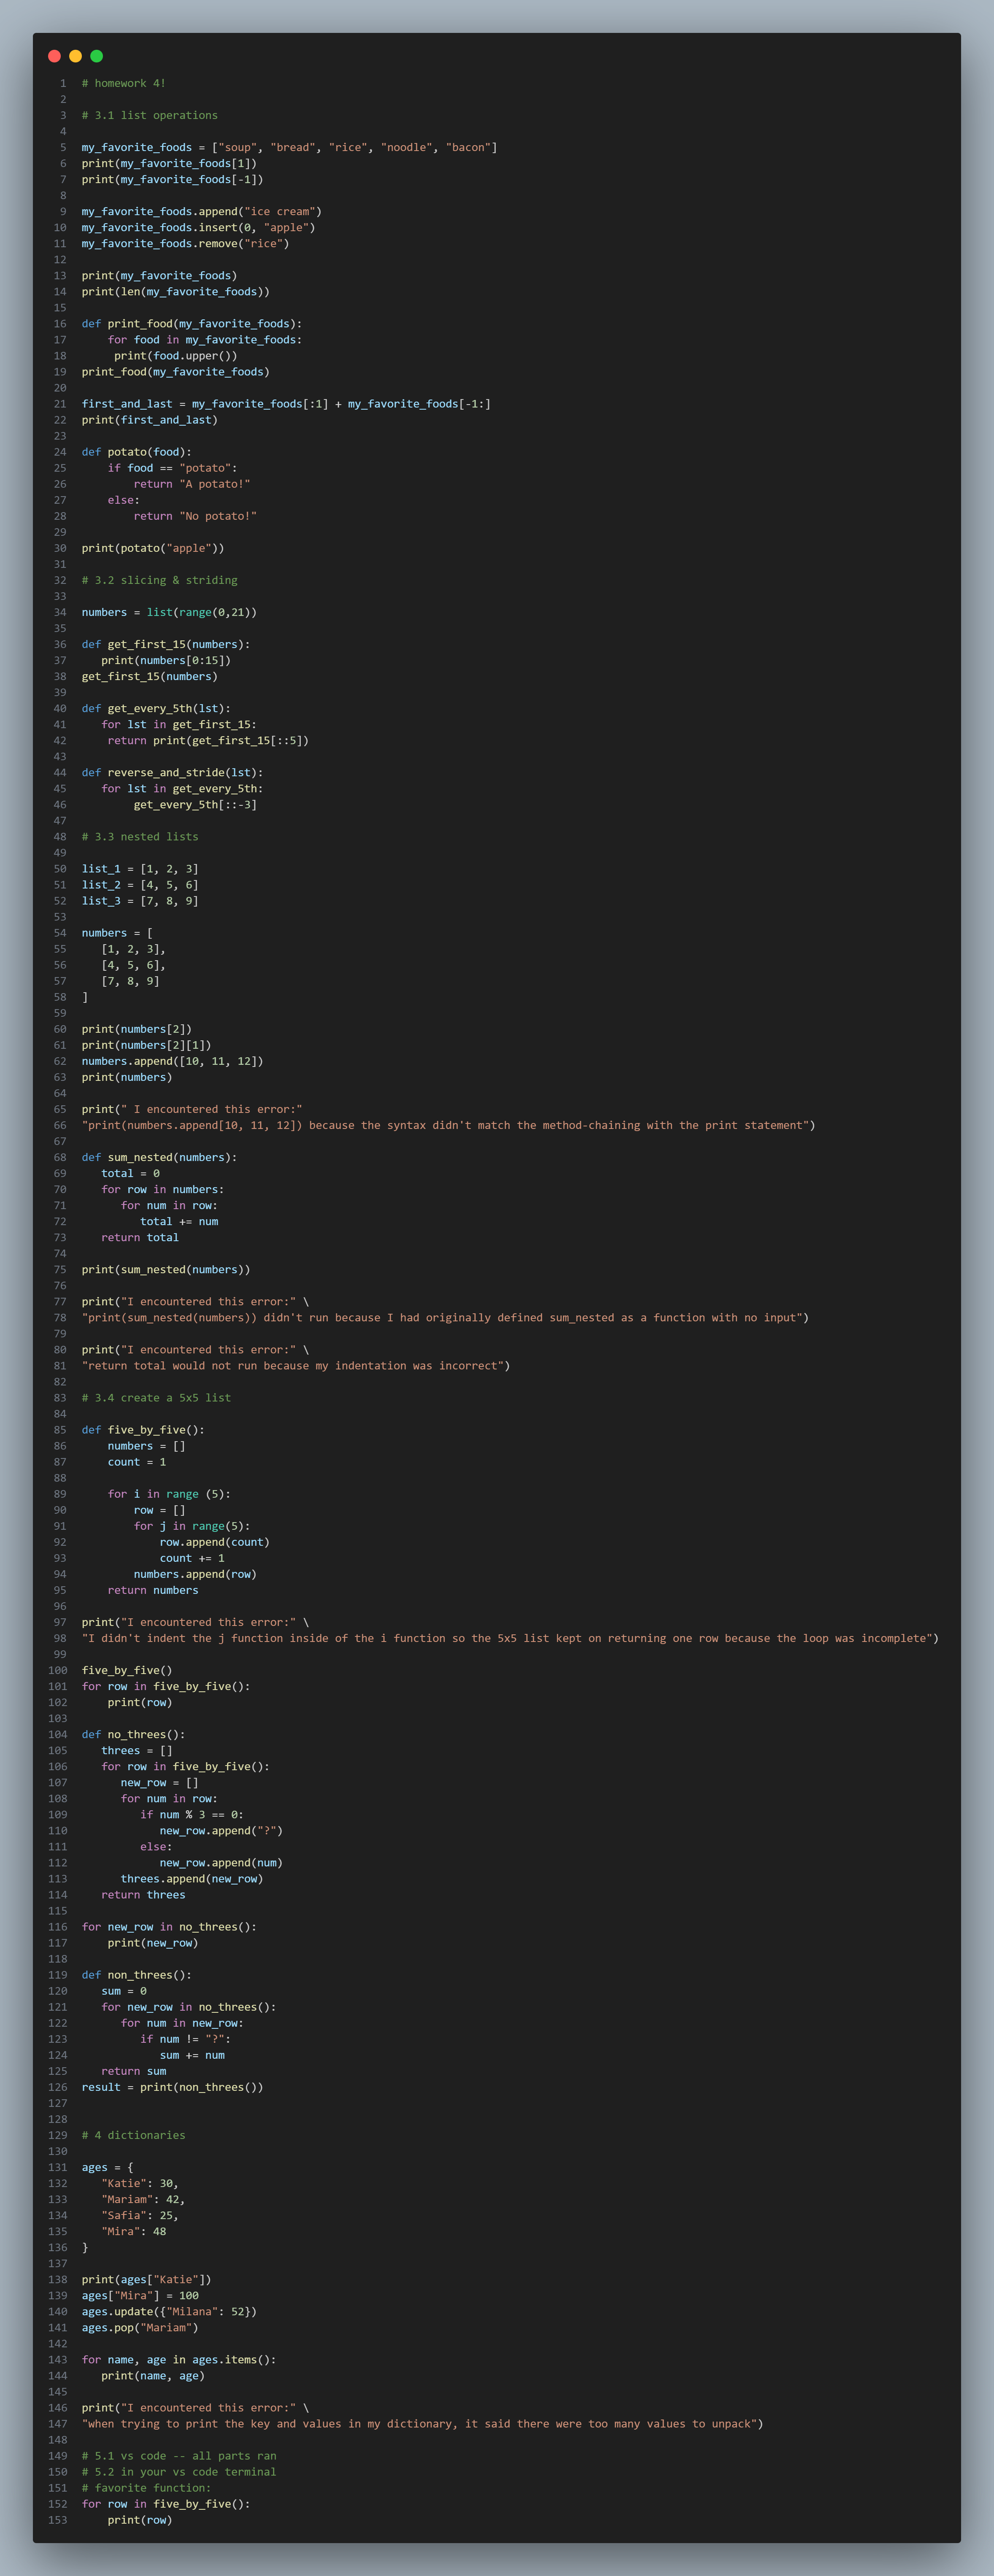 1 # homework 4!
2
3 # 3.1 list operations
4
5 my_favorite_foods = ["soup", "bread", "rice", "noodle", "bacon"]
6 print(my_favorite_foods[1])
7 print(my_favorite_foods[-1])
8
9 my_favorite_foods.append("ice cream")
10 my_favorite_foods.insert(0, "apple")
11 my_favorite_foods.remove("rice")
12
13 print(my_favorite_foods)
14 print(len(my_favorite_foods))
15
16 def print_food(my_favorite_foods):
17     for food in my_favorite_foods:
18      print(food.upper())
19 print_food(my_favorite_foods)
20
21 first_and_last = my_favorite_foods[:1] + my_favorite_foods[-1:]
22 print(first_and_last)
23
24 def potato(food):
25     if food == "potato":
26         return "A potato!"
27     else:
28         return "No potato!"
29
30 print(potato("apple"))
31
32 # 3.2 slicing & striding
33
34 numbers = list(range(0,21))
35
36 def get_first_15(numbers):
37    print(numbers[0:15])
38 get_first_15(numbers)
39
40 def get_every_5th(lst):
41    for lst in get_first_15:
42     return print(get_first_15[::5])
43
44 def reverse_and_stride(lst):
45    for lst in get_every_5th:
46         get_every_5th[::-3]
47
48 # 3.3 nested lists
49
50 list_1 = [1, 2, 3]
51 list_2 = [4, 5, 6]
52 list_3 = [7, 8, 9]
53
54 numbers = [
55    [1, 2, 3],
56    [4, 5, 6],
57    [7, 8, 9]
58 ]
59
60 print(numbers[2])
61 print(numbers[2][1])
62 numbers.append([10, 11, 12])
63 print(numbers)
64
65 print(" I encountered this error:"
66 "print(numbers.append[10, 11, 12]) because the syntax didn't match the method-chaining with the print statement")
67
68 def sum_nested(numbers):
69    total = 0
70    for row in numbers:
71       for num in row:
72          total += num
73    return total
74
75 print(sum_nested(numbers))
76
77 print("I encountered this error:" \
78 "print(sum_nested(numbers)) didn't run because I had originally defined sum_nested as a function with no input")
79
80 print("I encountered this error:" \
81 "return total would not run because my indentation was incorrect")
82
83 # 3.4 create a 5x5 list
84
85 def five_by_five():
86     numbers = []
87     count = 1
88
89     for i in range (5):
90         row = []
91         for j in range(5):
92             row.append(count)
93             count += 1
94         numbers.append(row)
95     return numbers
96
97 print("I encountered this error:" \
98 "I didn't indent the j function inside of the i function so the 5x5 list kept on returning one row because the loop was incomplete")
99
100 five_by_five()
101 for row in five_by_five():
102     print(row)
103
104 def no_threes():
105    threes = []
106    for row in five_by_five():
107       new_row = []
108       for num in row:
109          if num % 3 == 0:
110             new_row.append("?")
111          else:
112             new_row.append(num)
113       threes.append(new_row)
114    return threes
115
116 for new_row in no_threes():
117     print(new_row)
118
119 def non_threes():
120    sum = 0
121    for new_row in no_threes():
122       for num in new_row:
123          if num != "?":
124             sum += num
125    return sum
126 result = print(non_threes())
127
128
129 # 4 dictionaries
130
131 ages = {
132    "Katie": 30,
133    "Mariam": 42,
134    "Safia": 25,
135    "Mira": 48
136 }
137
138 print(ages["Katie"])
139 ages["Mira"] = 100
140 ages.update({"Milana": 52})
141 ages.pop("Mariam")
142
143 for name, age in ages.items():
144    print(name, age)
145
146 print("I encountered this error:" \
147 "when trying to print the key and values in my dictionary, it said there were too many values to unpack")
148
149 # 5.1 vs code -- all parts ran
150 # 5.2 in your vs code terminal
151 # favorite function:
152 for row in five_by_five():
153     print(row)